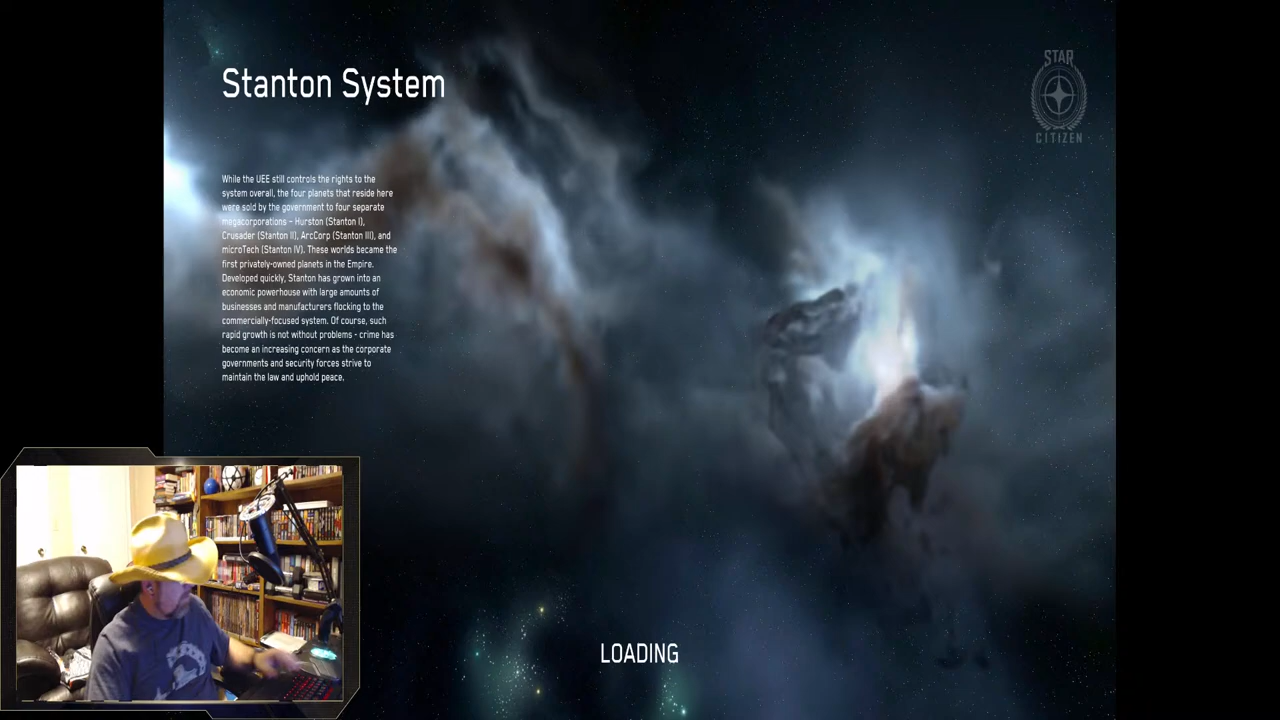 Stanton System
STAR
CITIZEN
While the UEE still controls the rights to the
system overall, the four planets that reside here
were sold by the government to four separate
megacorporations - Hurston (Stanton I),
Crusader (Stanton II), ArcCorp (Stanton III), and
microTech (Stanton IV). These worlds became the
first privately-owned planets in the Empire.
Developed quickly, Stanton has grown into an
economic powerhouse with large amounts of
businesses and manufacturers flocking to the
commercially-focused system. Of course, such
rapid growth is not without problems - crime has
become an increasing concern as the corporate
governments and security forces strive to
maintain the law and uphold peace.
LOADING